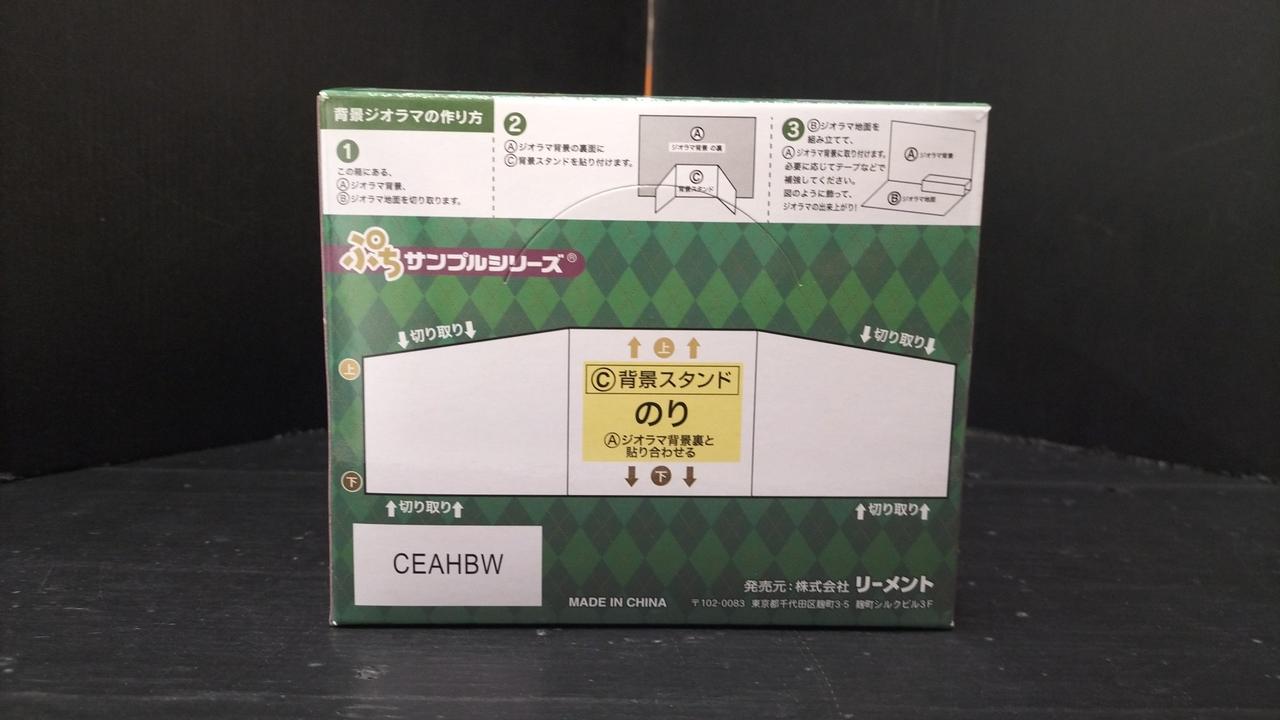 背景ジオラマの作り方
1
この箱にある、
Ⓐジオラマ背景、
Ⓑジオラマ地面を切り取ります。
2
Ⓐジオラマ背景の裏面に
Ⓒ背景スタンドを貼り付けます。
Ⓐ
ジオラマ背景 の裏
Ⓒ
背景スタンド
3
Ⓑジオラマ地面を
組み立てて、
Ⓐジオラマ背景に取り付けます。
必要に応じてテープなどで
補強してください。
図のように飾って、
ジオラマの出来上がり!
Ⓐジオラマ背景
Ⓑジオラマ地面
ぷちサンプルシリーズ®
↓切り取り↓
↓切り取り↓
上
↑上↑
Ⓒ背景スタンド
のり
Ⓐジオラマ背景裏と
貼り合わせる
↓下↓
下
↑切り取り↑
↑切り取り↑
CEAHBW
MADE IN CHINA
発売元:株式会社 リーメント
〒102-0083 東京都千代田区麹町3-5 麹町シルクビル3F